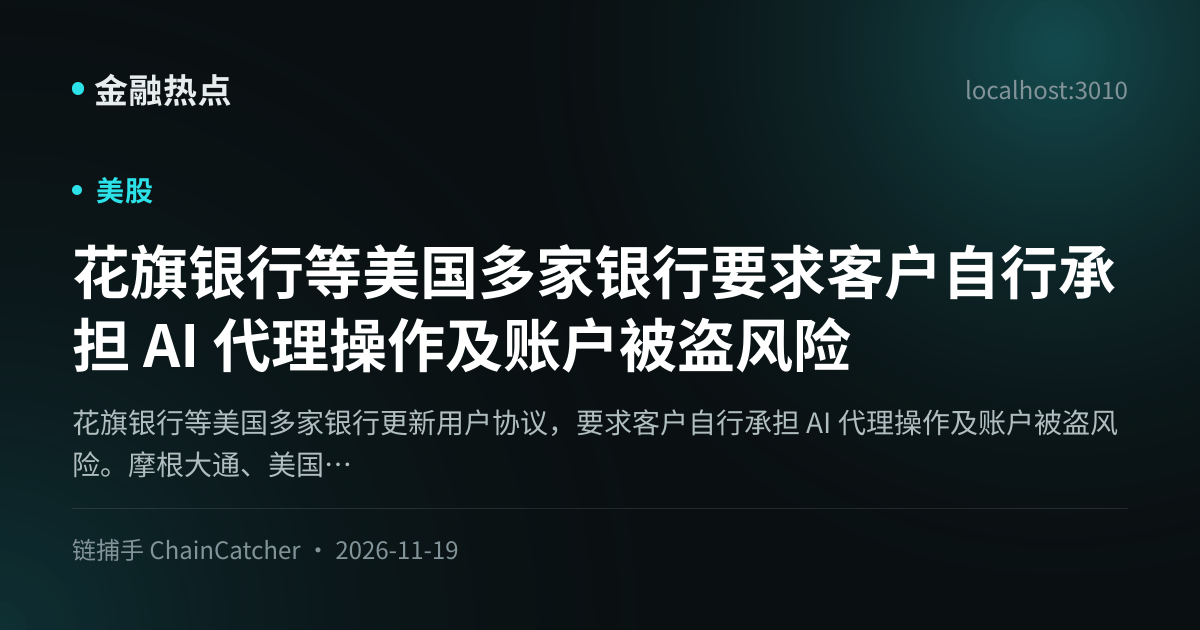 金融热点
localhost:3010
美股
花旗银行等美国多家银行要求客户自行承
担 AI 代理操作及账户被盗风险
花旗银行等美国多家银行更新用户协议，要求客户自行承担 AI 代理操作及账户被盗风
险。摩根大通、美国…
链捕手 ChainCatcher · 2026-11-19